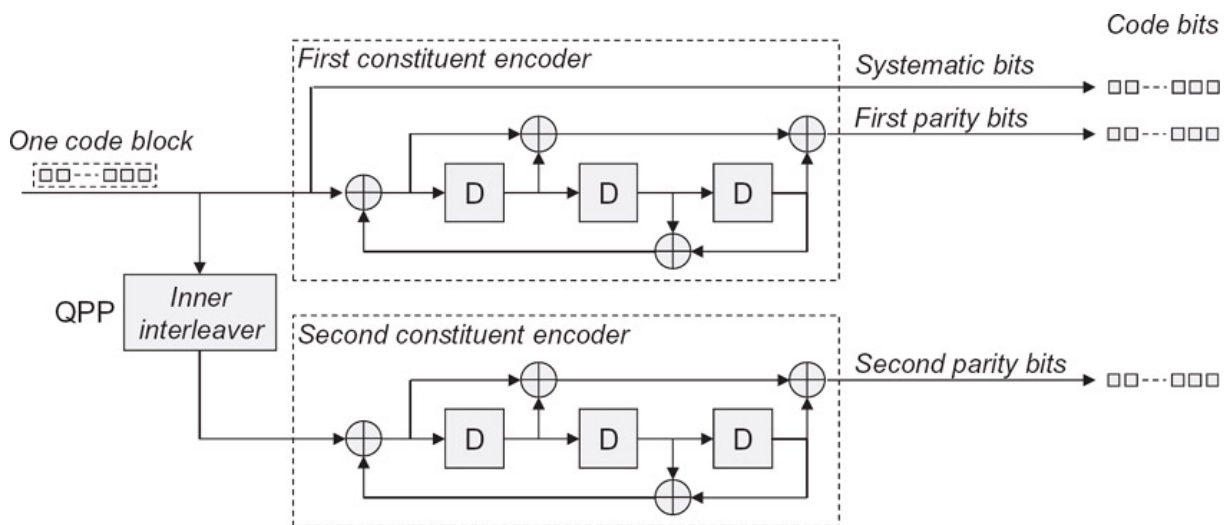 Code bits
First constituent encoder
Systematic bits
First parity bits
One code block
D
D
D
QPP
Inner
interleaver
Second constituent encoder
Second parity bits
D
D
D